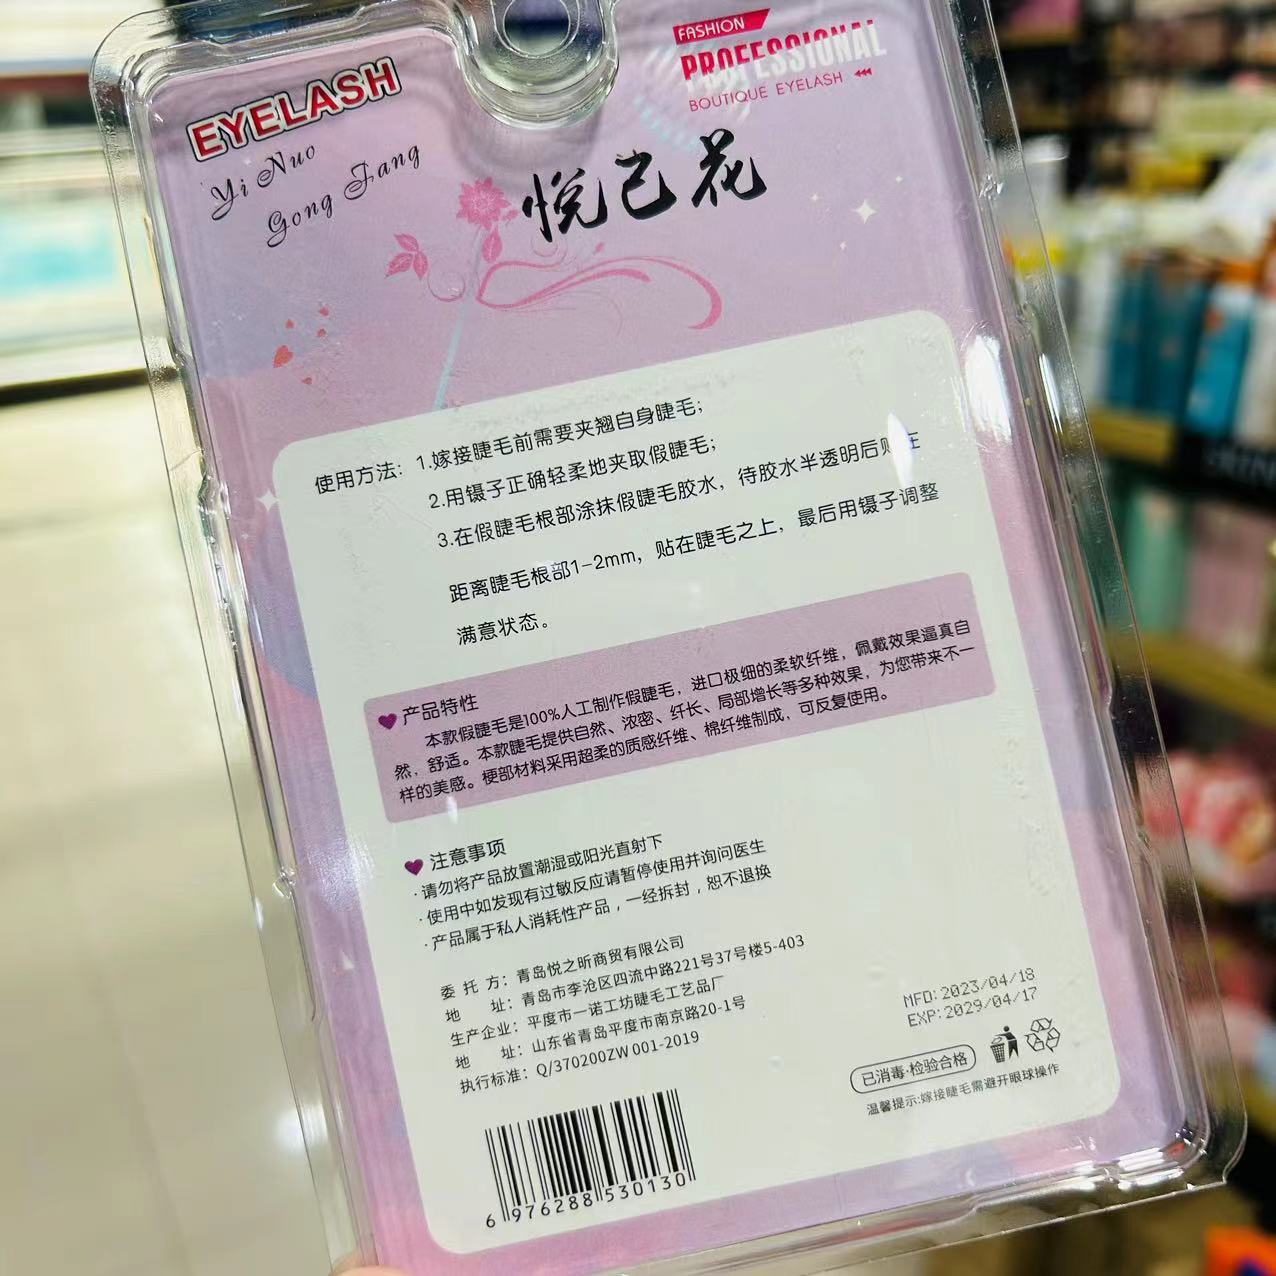 EYELASH
Yi Nuo
Gong Fang
FASHION
PROFESSIONAL
BOUTIQUE EYELASH
悦己花
使用方法：1.嫁接睫毛前需要夹翘自身睫毛；
2.用镊子正确轻柔地夹取假睫毛；
3.在假睫毛根部涂抹假睫毛胶水，待胶水半透明后贴在
距离睫毛根部1-2mm，贴在睫毛之上，最后用镊子调整
满意状态。
产品特性
本款假睫毛是100%人工制作假睫毛，进口极细的柔软纤维，佩戴效果逼真自
然，舒适。本款睫毛提供自然、浓密、纤长、局部增长等多种效果，为您带来不一
样的美感。梗部材料采用超柔的质感纤维、棉纤维制成，可反复使用。
注意事项
·请勿将产品放置潮湿或阳光直射下
·使用中如发现有过敏反应请暂停使用并询问医生
·产品属于私人消耗性产品，一经拆封，恕不退换
委 托 方：青岛悦之昕商贸有限公司
地 址：青岛市李沧区四流中路221号37号楼5-403
生产企业：平度市一诺工坊睫毛工艺品厂
地 址：山东省青岛平度市南京路20-1号
执行标准：Q/370200ZW 001-2019
MFD:2023/04/18
EXP:2029/04/17
已消毒·检验合格
温馨提示:嫁接睫毛需避开眼球操作
6 976288 530130